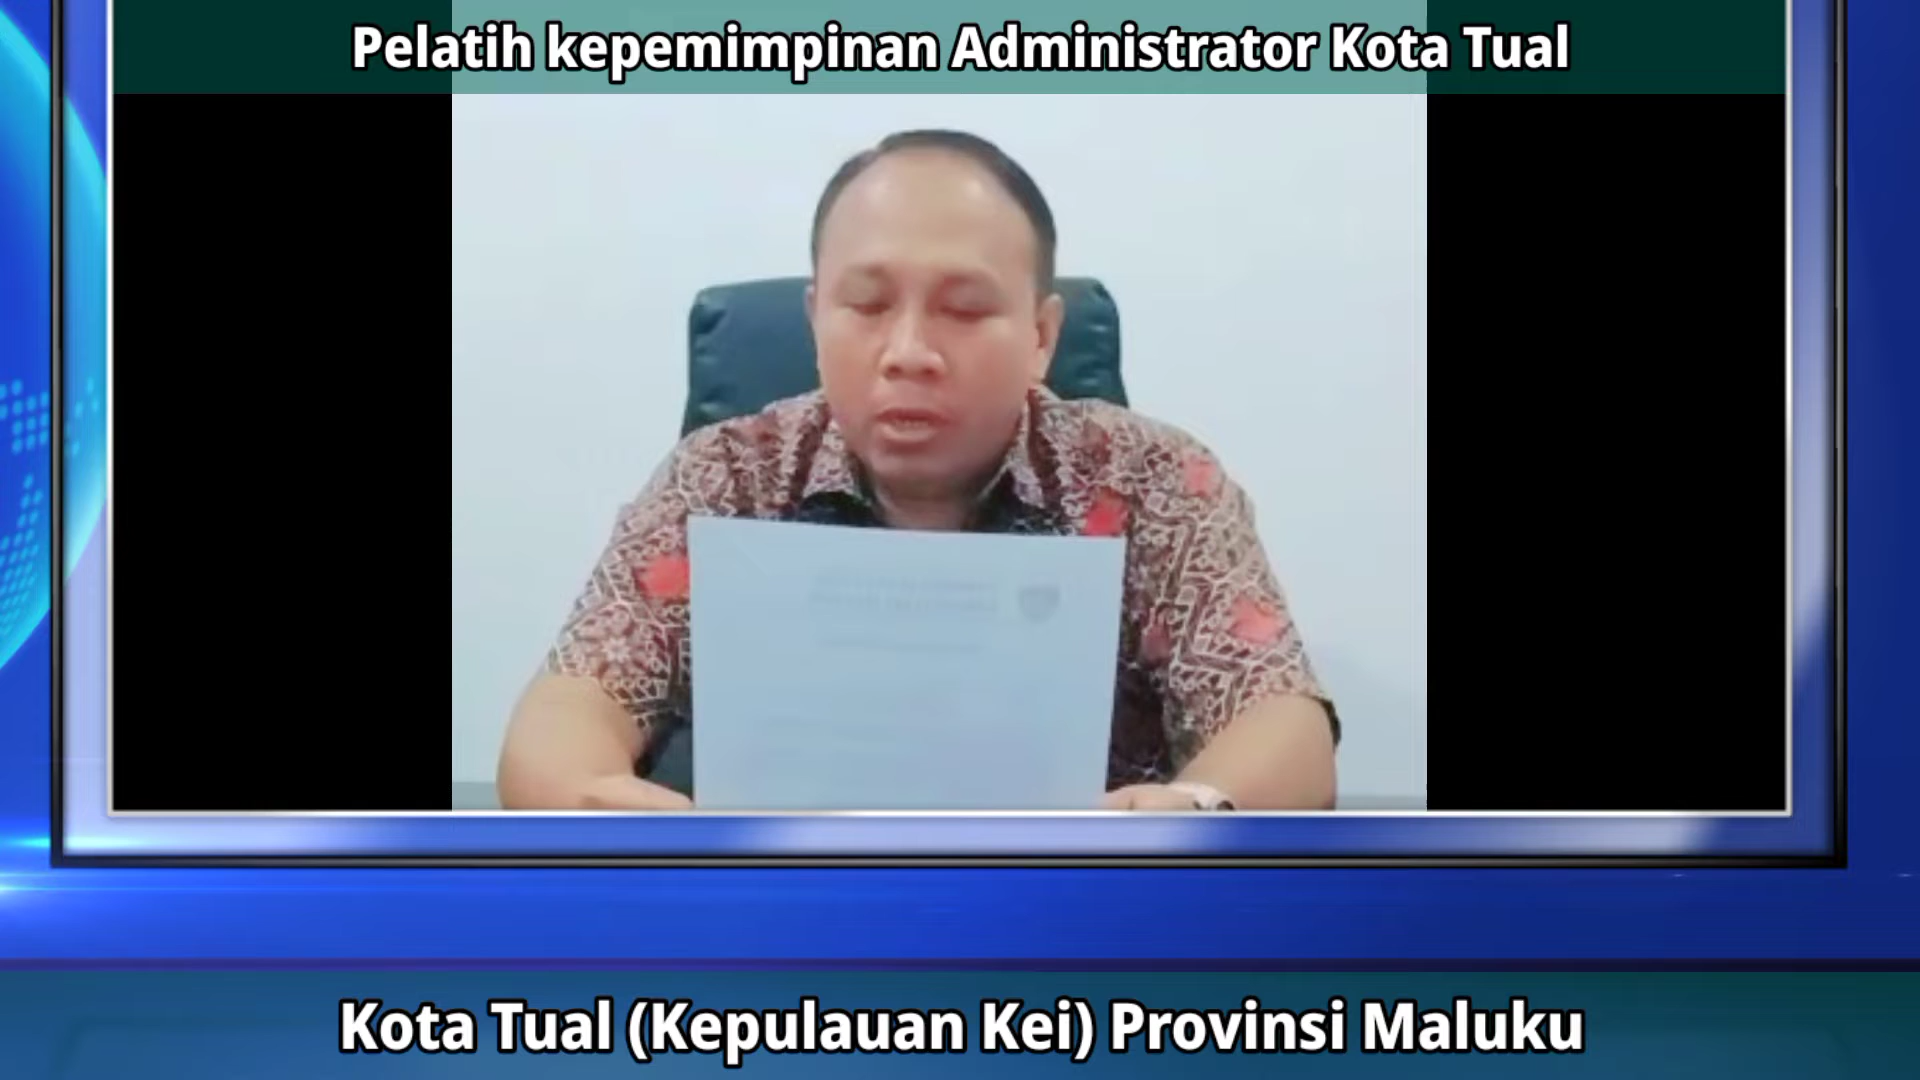 Pelatih kepemimpinan Administrator Kota Tual
Kota Tual (Kepulauan Kei) Provinsi Maluku